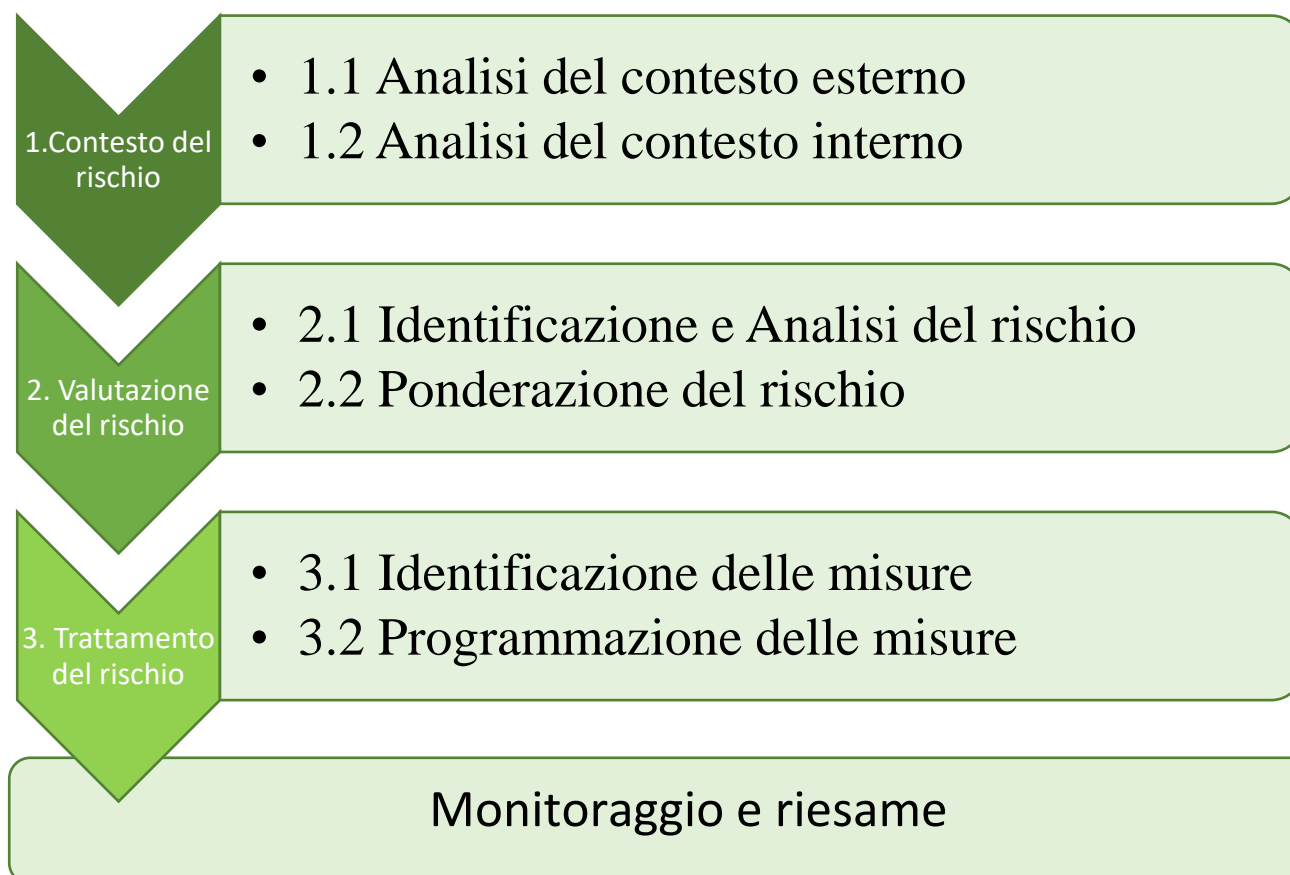 1.Contesto del
rischio
• 1.1 Analisi del contesto esterno
• 1.2 Analisi del contesto interno
2. Valutazione
del rischio
• 2.1 Identificazione e Analisi del rischio
• 2.2 Ponderazione del rischio
3. Trattamento
del rischio
• 3.1 Identificazione delle misure
• 3.2 Programmazione delle misure
Monitoraggio e riesame